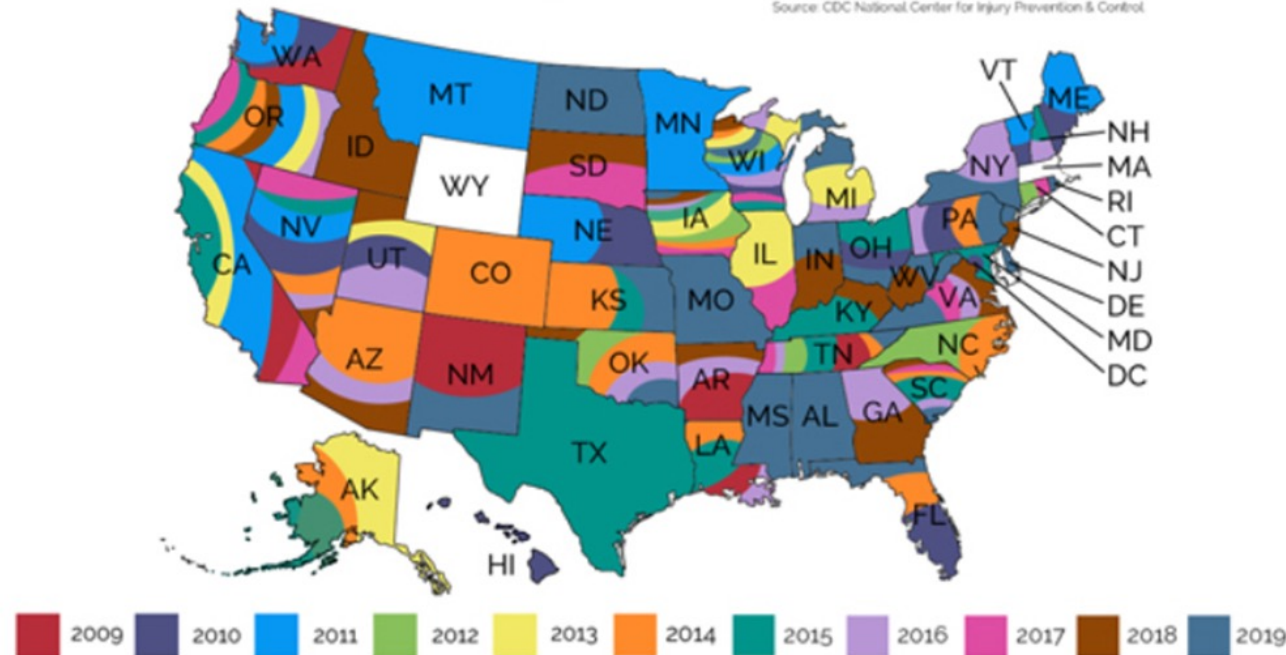 Source: CDC National Center for Injury Prevention & Control
WA
MT
ND
MN
VT
ME
OR
ID
SD
WI
NY
NH
MA
WY
MI
RI
NV
NE
IA
PA
CT
CA
UT
CO
IL
IN
OH
NJ
KS
MO
WV
VA
DE
KY
MD
AZ
NM
OK
AR
TN
NC
DC
MS
AL
GA
SC
TX
LA
AK
FL
HI
2009 2010 2011 2012 2013 2014 2015 2016 2017 2018 2019